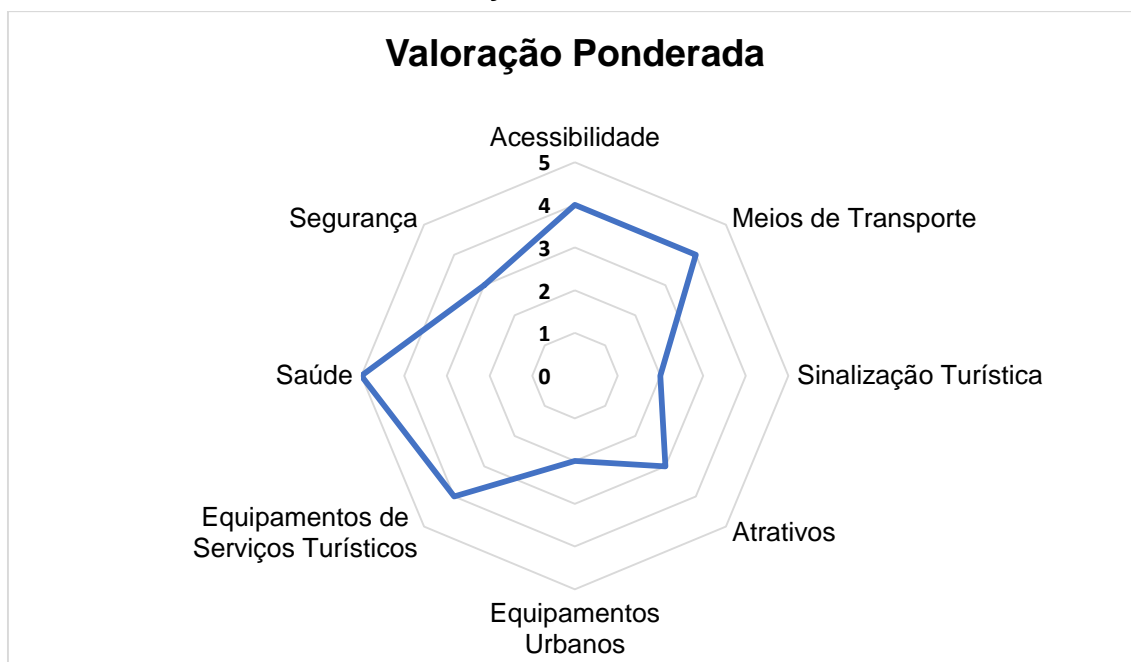 Valoração Ponderada
Acessibilidade
5
4
3
2
1
0
Meios de Transporte
Sinalização Turística
Atrativos
Equipamentos
Urbanos
Equipamentos de
Serviços Turísticos
Saúde
Segurança